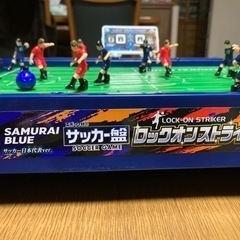 SAMURAI
BLUE
サッカー日本代表ver.
サッカー盤
SOCCER GAME
LOCK-ON STRIKER
ロックオンストライ